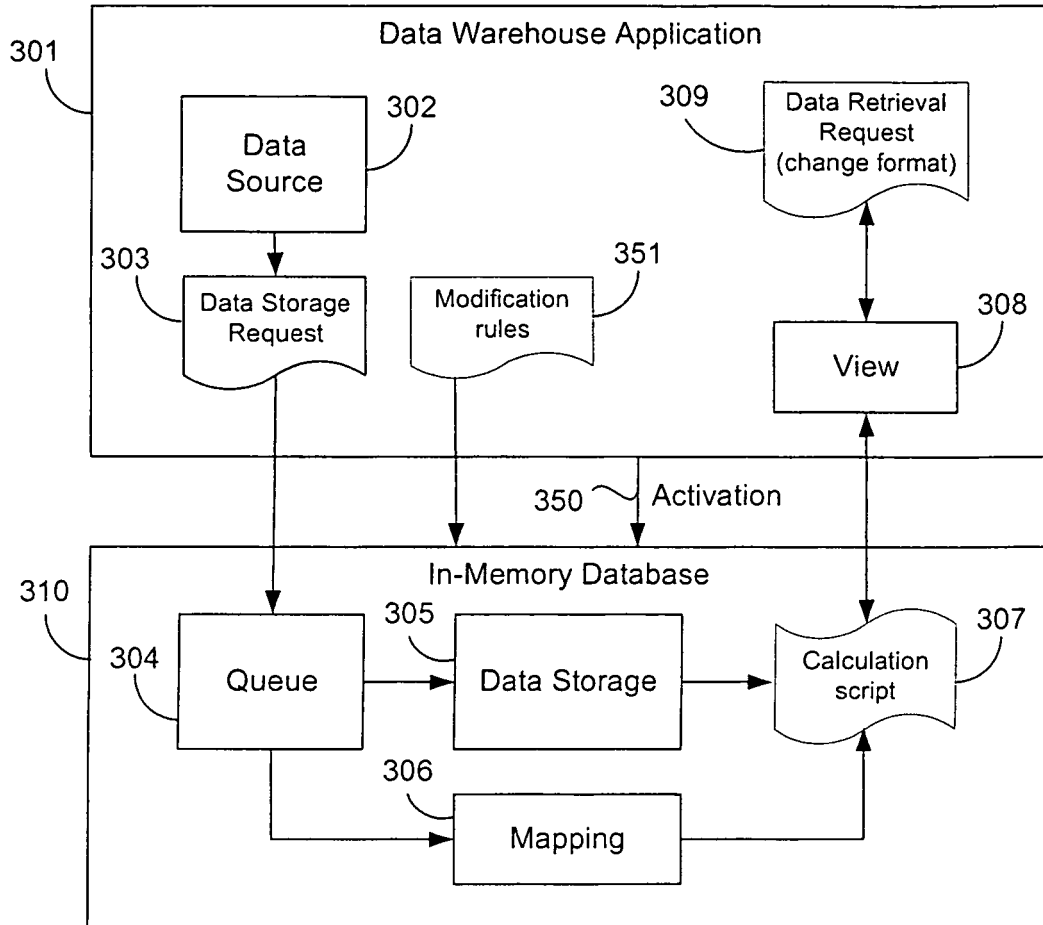 Data Warehouse Application
301
302
Data
Source
309
Data Retrieval
Request
(change format)
303
Data Storage
Request
351
Modification
rules
308
View
350
Activation
In-Memory Database
310
304
Queue
305
Data Storage
307
Calculation
script
306
Mapping